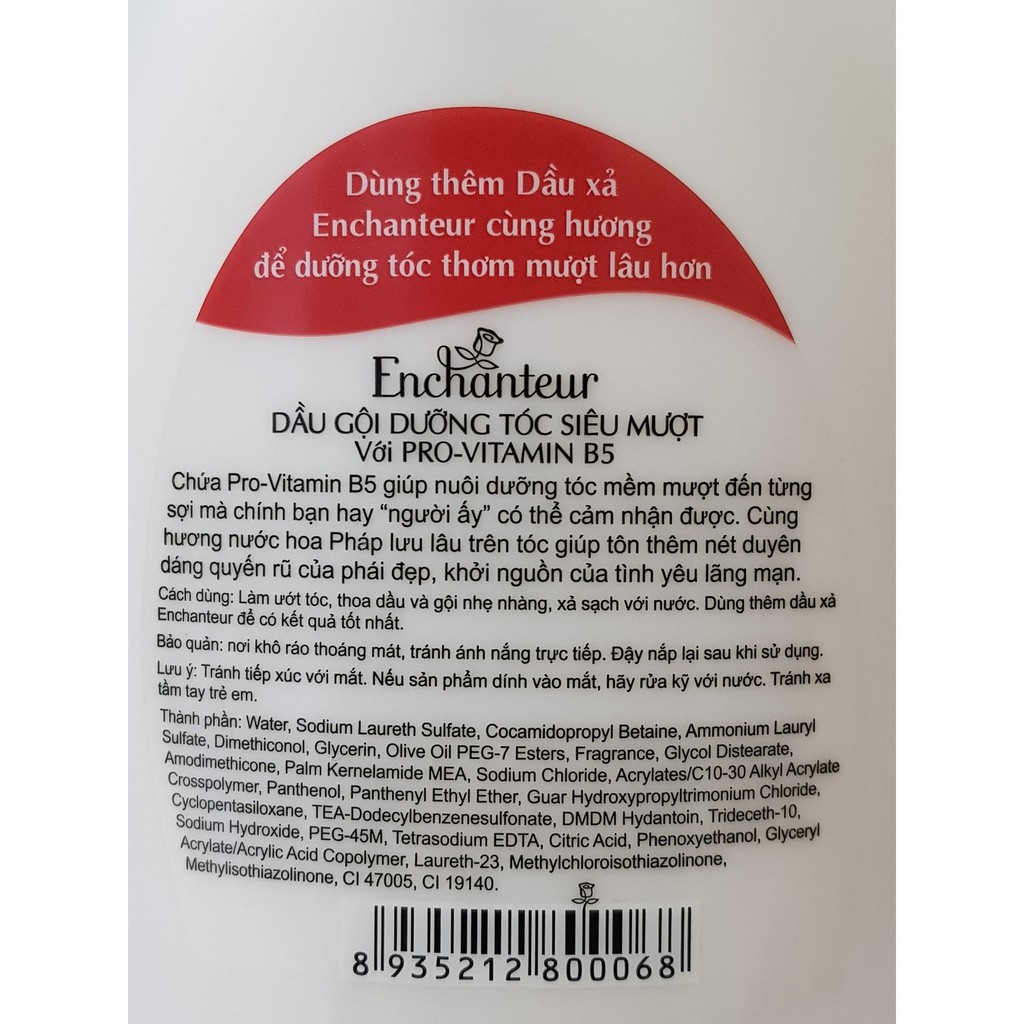 Dùng thêm Dầu xả
Enchanteur cùng hương
để dưỡng tóc thơm mượt lâu hơn
Enchanteur
DẦU GỘI DƯỠNG TÓC SIÊU MƯỢT
Với PRO-VITAMIN B5
Chứa Pro-Vitamin B5 giúp nuôi dưỡng tóc mềm mượt đến từng
sợi mà chính bạn hay “người ấy” có thể cảm nhận được. Cùng
hương nước hoa Pháp lưu lâu trên tóc giúp tôn thêm nét duyên
dáng quyến rũ của phái đẹp, khởi nguồn của tình yêu lãng mạn.
Cách dùng: Làm ướt tóc, thoa dầu và gội nhẹ nhàng, xả sạch với nước. Dùng thêm dầu xả
Enchanteur để có kết quả tốt nhất.
Bảo quản: nơi khô ráo thoáng mát, tránh ánh nắng trực tiếp. Đậy nắp lại sau khi sử dụng.
Lưu ý: Tránh tiếp xúc với mắt. Nếu sản phẩm dính vào mắt, hãy rửa kỹ với nước. Tránh xa
tầm tay trẻ em.
Thành phần: Water, Sodium Laureth Sulfate, Cocamidopropyl Betaine, Ammonium Lauryl
Sulfate, Dimethiconol, Glycerin, Olive Oil PEG-7 Esters, Fragrance, Glycol Distearate,
Amodimethicone, Palm Kernelamide MEA, Sodium Chloride, Acrylates/C10-30 Alkyl Acrylate
Crosspolymer, Panthenol, Panthenyl Ethyl Ether, Guar Hydroxypropyltrimonium Chloride,
Cyclopentasiloxane, TEA-Dodecylbenzenesulfonate, DMDM Hydantoin, Trideceth-10,
Sodium Hydroxide, PEG-45M, Tetrasodium EDTA, Citric Acid, Phenoxyethanol, Glyceryl
Acrylate/Acrylic Acid Copolymer, Laureth-23, Methylchloroisothiazolinone,
Methylisothiazolinone, CI 47005, CI 19140.
8 935212 800068